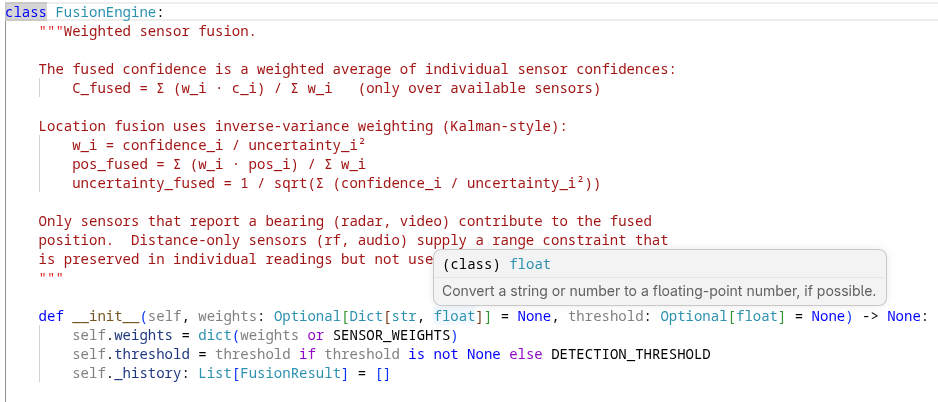 class FusionEngine:
    """Weighted sensor fusion.

    The fused confidence is a weighted average of individual sensor confidences:
        C_fused = Σ (w_i · c_i) / Σ w_i   (only over available sensors)

    Location fusion uses inverse-variance weighting (Kalman-style):
        w_i = confidence_i / uncertainty_i²
        pos_fused = Σ (w_i · pos_i) / Σ w_i
        uncertainty_fused = 1 / sqrt(Σ (confidence_i / uncertainty_i²))

    Only sensors that report a bearing (radar, video) contribute to the fused
    position.  Distance-only sensors (rf, audio) supply a range constraint that
    is preserved in individual readings but not use
    """
(class) float
Convert a string or number to a floating-point number, if possible.
    def __init__(self, weights: Optional[Dict[str, float]] = None, threshold: Optional[float] = None) -> None:
        self.weights = dict(weights or SENSOR_WEIGHTS)
        self.threshold = threshold if threshold is not None else DETECTION_THRESHOLD
        self._history: List[FusionResult] = []